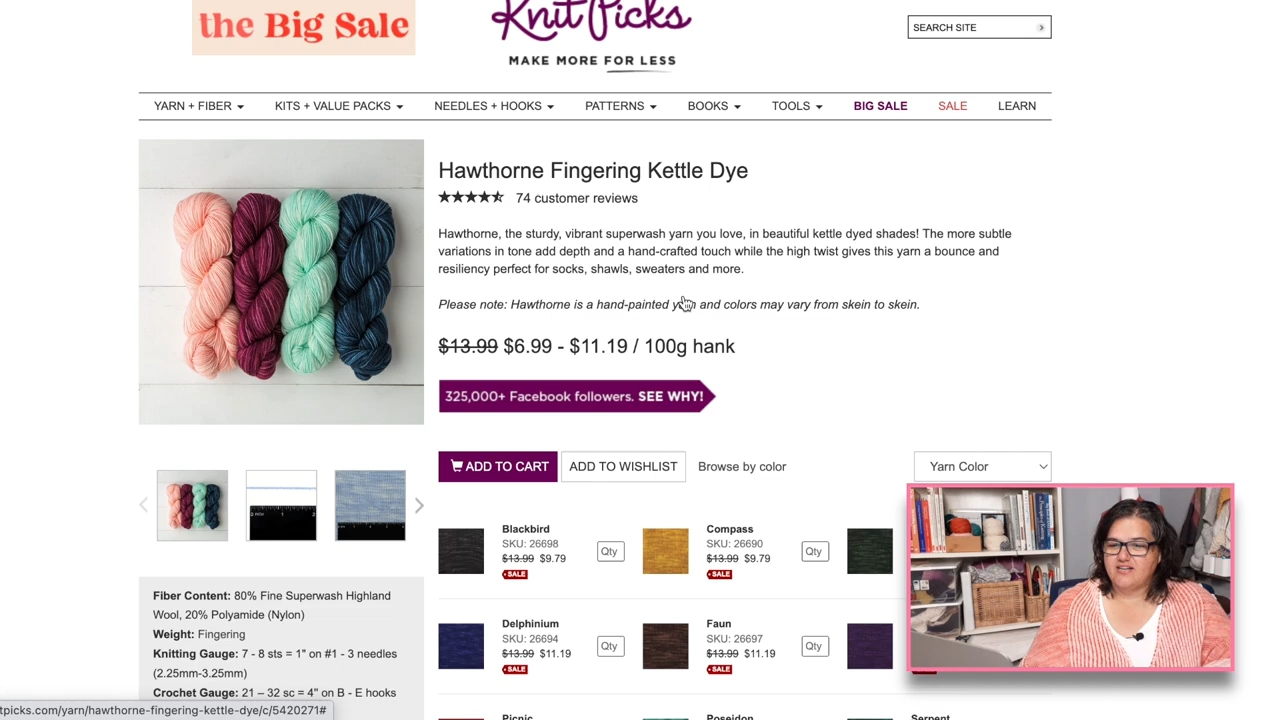 the Big Sale
KnitPicks
MAKE MORE FOR LESS
SEARCH SITE
YARN + FIBER
KITS + VALUE PACKS
NEEDLES + HOOKS
PATTERNS
BOOKS
TOOLS
BIG SALE
SALE
LEARN
Hawthorne Fingering Kettle Dye
74 customer reviews
Hawthorne, the sturdy, vibrant superwash yarn you love, in beautiful kettle dyed shades! The more subtle
variations in tone add depth and a hand-crafted touch while the high twist gives this yarn a bounce and
resiliency perfect for socks, shawls, sweaters and more.
Please note: Hawthorne is a hand-painted yarn and colors may vary from skein to skein.
$13.99 $6.99 - $11.19 / 100g hank
325,000+ Facebook followers. SEE WHY!
ADD TO CART
ADD TO WISHLIST
Browse by color
Yarn Color
Blackbird
SKU: 26698
$13.99 $9.79
SALE
Qty
Compass
SKU: 26690
$13.99 $9.79
SALE
Qty
Fiber Content: 80% Fine Superwash Highland
Wool, 20% Polyamide (Nylon)
Weight: Fingering
Knitting Gauge: 7 - 8 sts = 1" on #1 - 3 needles
(2.25mm-3.25mm)
Crochet Gauge: 21 – 32 sc = 4" on B - E hooks
Delphinium
SKU: 26694
$13.99 $11.19
SALE
Qty
Faun
SKU: 26697
$13.99 $11.19
SALE
Qty
Picnic
Poseidon
Serpent
tpicks.com/yarn/hawthorne-fingering-kettle-dye/c/5420271#